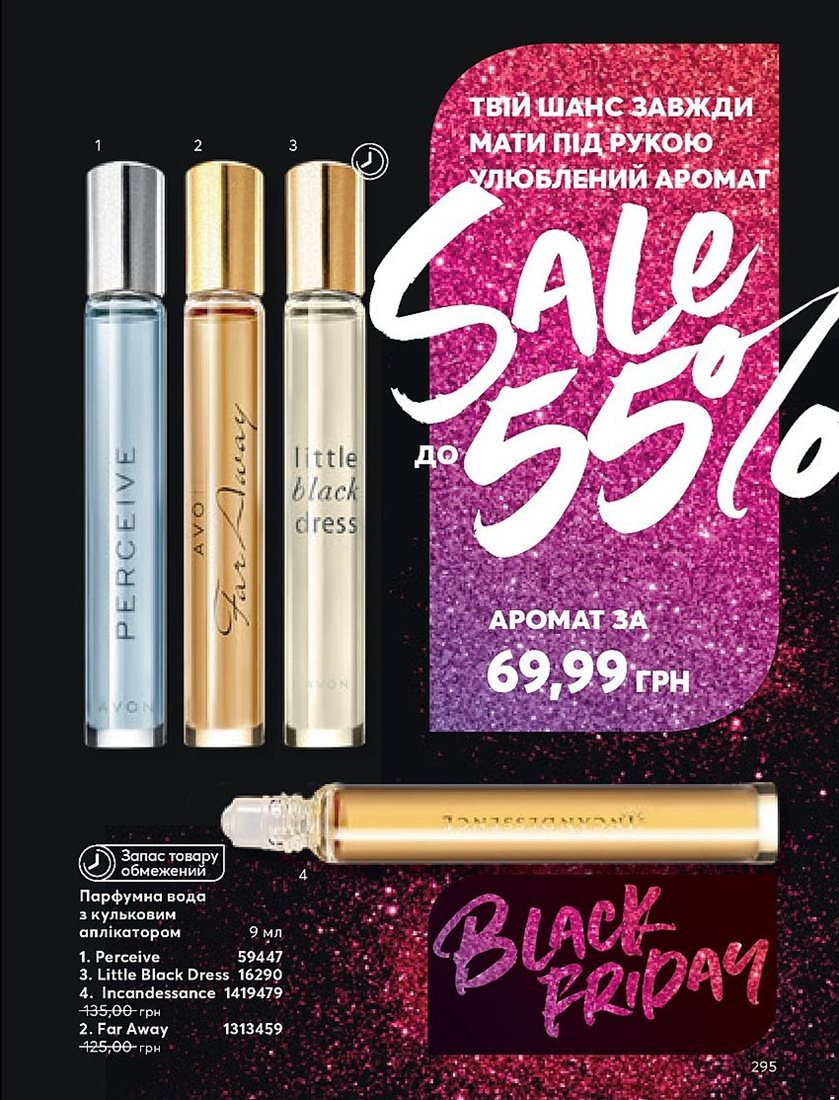 ТВІЙ ШАНС ЗАВЖДИ
МАТИ ПІД РУКОЮ
УЛЮБЛЕНИЙ АРОМАТ
SALE
ДО 55%
АРОМАТ ЗА
69,99 ГРН
1
2
3
PERCEIVE
AVON
AVON
Far Away
little
black
dress
AVON
INCANDESSENCE
4
Запас товару
обмежений
Парфумна вода
з кульковим
аплікатором 9 мл
1. Perceive 59447
3. Little Black Dress 16290
4. Incandessance 1419479
135,00 грн
2. Far Away 1313459
125,00 грн
BLACK
FRIDAY
295